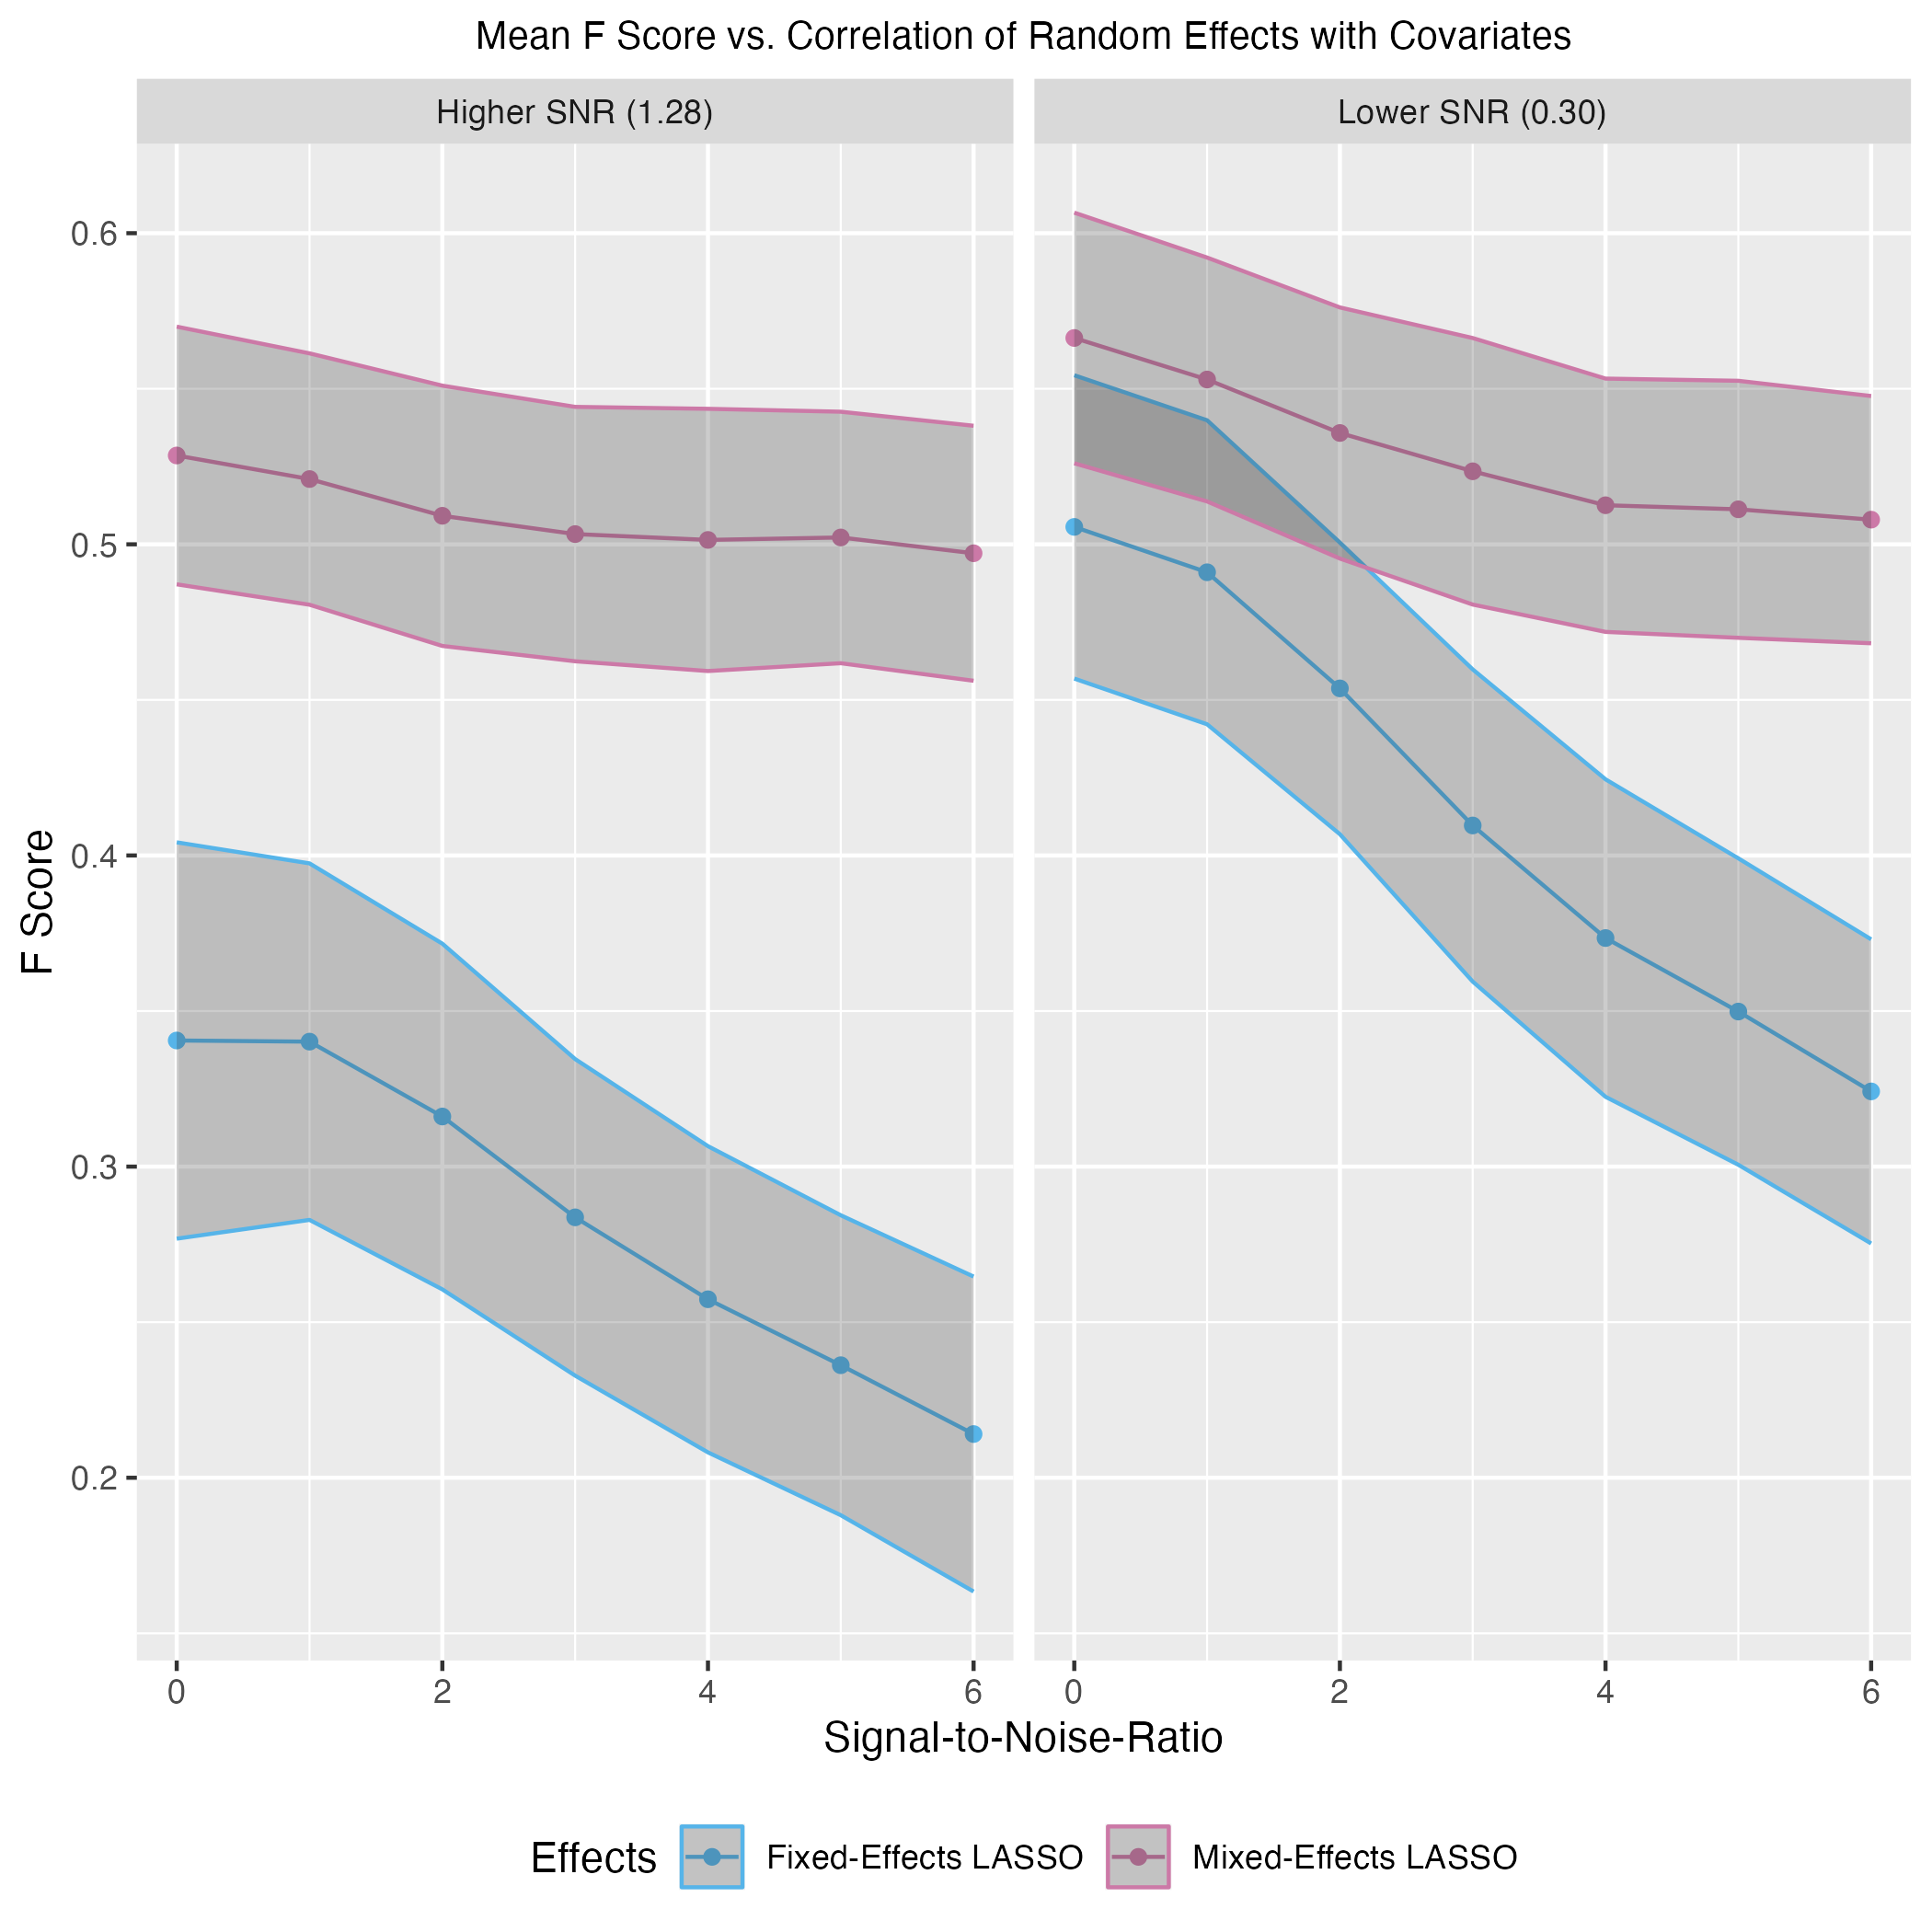 Mean F Score vs. Correlation of Random Effects with Covariates
Higher SNR (1.28)
Lower SNR (0.30)
F Score
0.6
0.5
0.4
0.3
0.2
0 2 4 6
0 2 4 6
Signal-to-Noise-Ratio
Effects Fixed-Effects LASSO Mixed-Effects LASSO